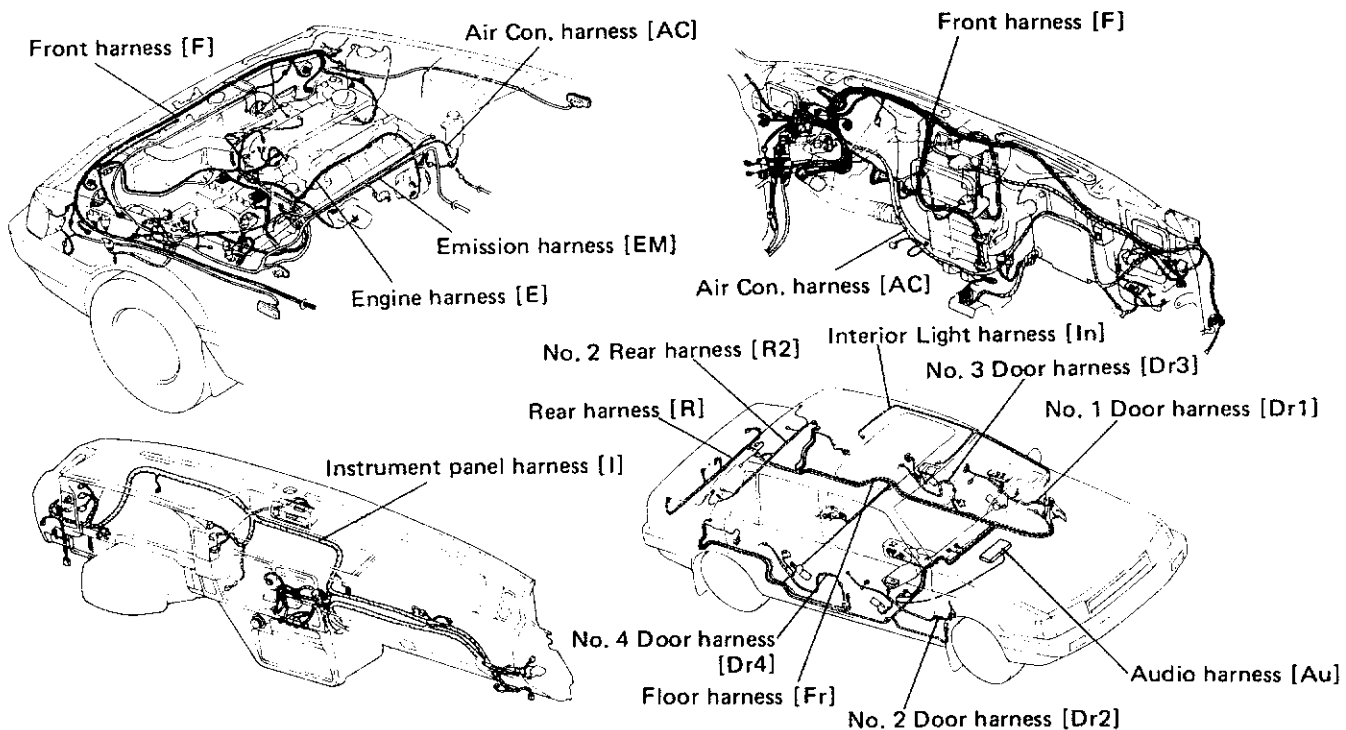 Front harness [F]
Air Con. harness [AC]
Emission harness [EM]
Engine harness [E]
Front harness [F]
Air Con. harness [AC]
Interior Light harness [In]
No. 2 Rear harness [R2]
No. 3 Door harness [Dr3]
Rear harness [R]
No. 1 Door harness [Dr1]
Instrument panel harness [I]
No. 4 Door harness
[Dr4]
Floor harness [Fr]
Audio harness [Au]
No. 2 Door harness [Dr2]